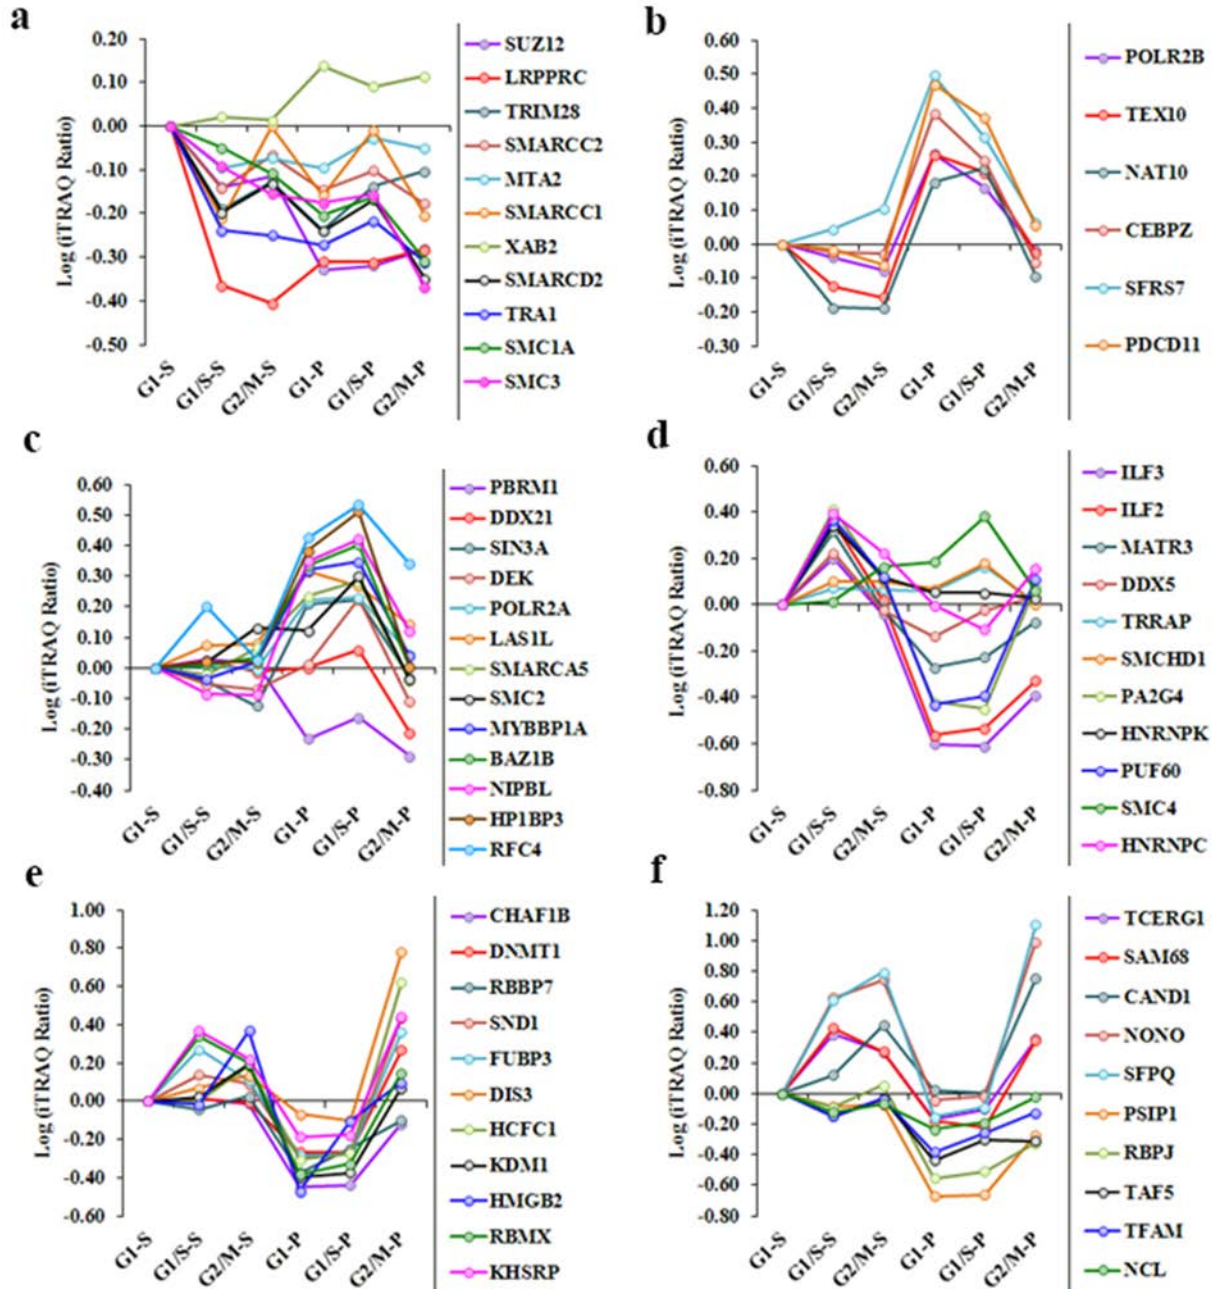 a
0.20
0.10
0.00
-0.10
-0.20
-0.30
-0.40
-0.50
Log (iTRAQ Ratio)
G1-S
G1/S-S
G2/M-S
G1-P
G1/S-P
G2/M-P
SUZ12
LRPPRC
TRIM28
SMARCC2
MTA2
SMARCC1
XAB2
SMARCD2
TRA1
SMC1A
SMC3
b
0.60
0.50
0.40
0.30
0.20
0.10
0.00
-0.10
-0.20
-0.30
Log (iTRAQ Ratio)
G1-S
G1/S-S
G2/M-S
G1-P
G1/S-P
G2/M-P
POLR2B
TEX10
NAT10
CEBPZ
SFRS7
PDCD11
c
0.60
0.50
0.40
0.30
0.20
0.10
0.00
-0.10
-0.20
-0.30
-0.40
Log (iTRAQ Ratio)
G1-S
G1/S-S
G2/M-S
G1-P
G1/S-P
G2/M-P
PBRM1
DDX21
SIN3A
DEK
POLR2A
LAS1L
SMARCA5
SMC2
MYBBP1A
BAZ1B
NIPBL
HP1BP3
RFC4
d
0.60
0.40
0.20
0.00
-0.20
-0.40
-0.60
-0.80
Log (iTRAQ Ratio)
G1-S
G1/S-S
G2/M-S
G1-P
G1/S-P
G2/M-P
ILF3
ILF2
MATR3
DDX5
TRRAP
SMCHD1
PA2G4
HNRNPK
PUF60
SMC4
HNRNPC
e
1.00
0.80
0.60
0.40
0.20
0.00
-0.20
-0.40
-0.60
Log (iTRAQ Ratio)
G1-S
G1/S-S
G2/M-S
G1-P
G1/S-P
G2/M-P
CHAF1B
DNMT1
RBBP7
SND1
FUBP3
DIS3
HCFC1
KDM1
HMGB2
RBMX
KHSRP
f
1.20
1.00
0.80
0.60
0.40
0.20
0.00
-0.20
-0.40
-0.60
-0.80
Log (iTRAQ Ratio)
G1-S
G1/S-S
G2/M-S
G1-P
G1/S-P
G2/M-P
TCERG1
SAM68
CAND1
NONO
SFPQ
PSIP1
RBPJ
TAF5
TFAM
NCL